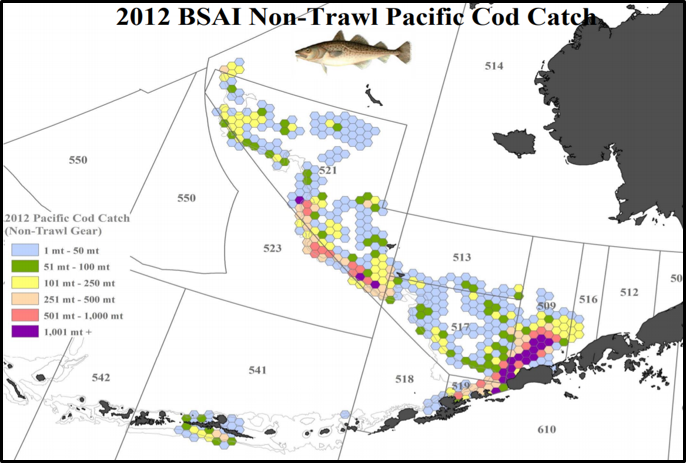 2012 BSAI Non-Trawl Pacific Cod Catch
514
550
521
550
2012 Pacific Cod Catch
(Non-Trawl Gear)
1 mt - 50 mt
51 mt - 100 mt
101 mt - 250 mt
251 mt - 500 mt
501 mt - 1,000 mt
1,001 mt +
523
513
50
509
516
512
517
542
541
518
519
610